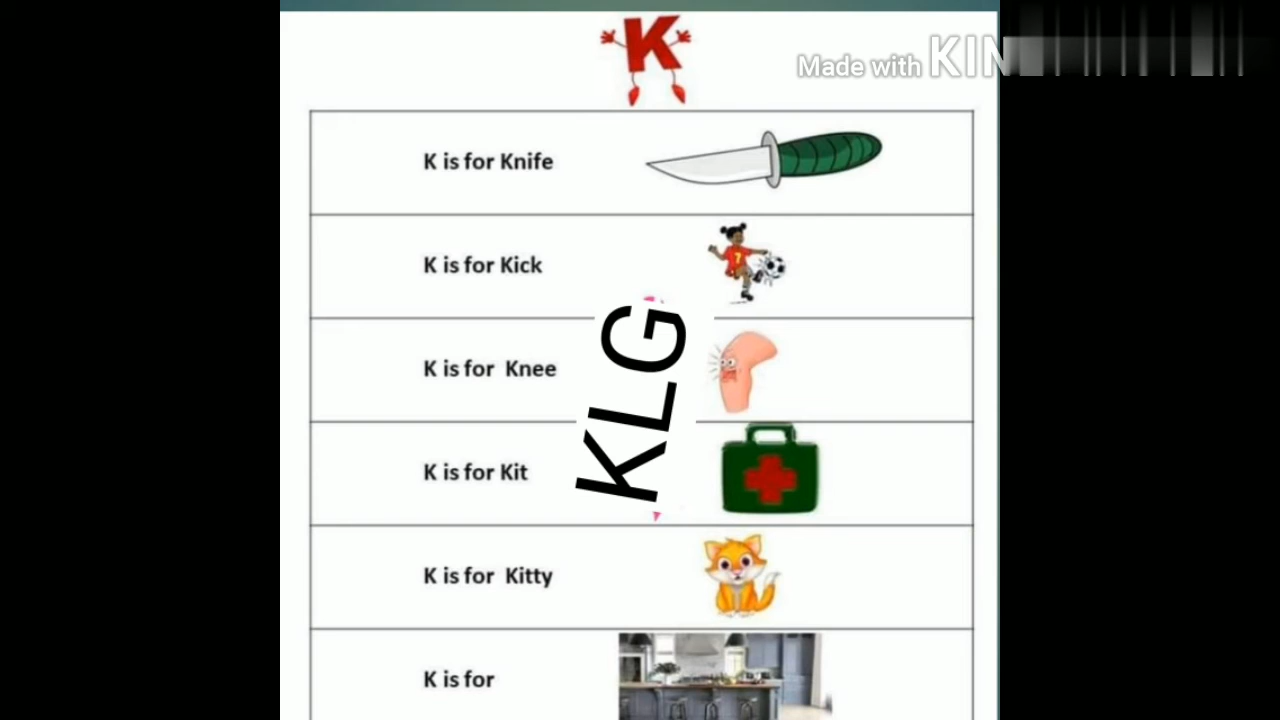 K
Made with KIN
K is for Knife
7
K is for Kick
KLG
K is for Knee
K is for Kit
K is for Kitty
K is for